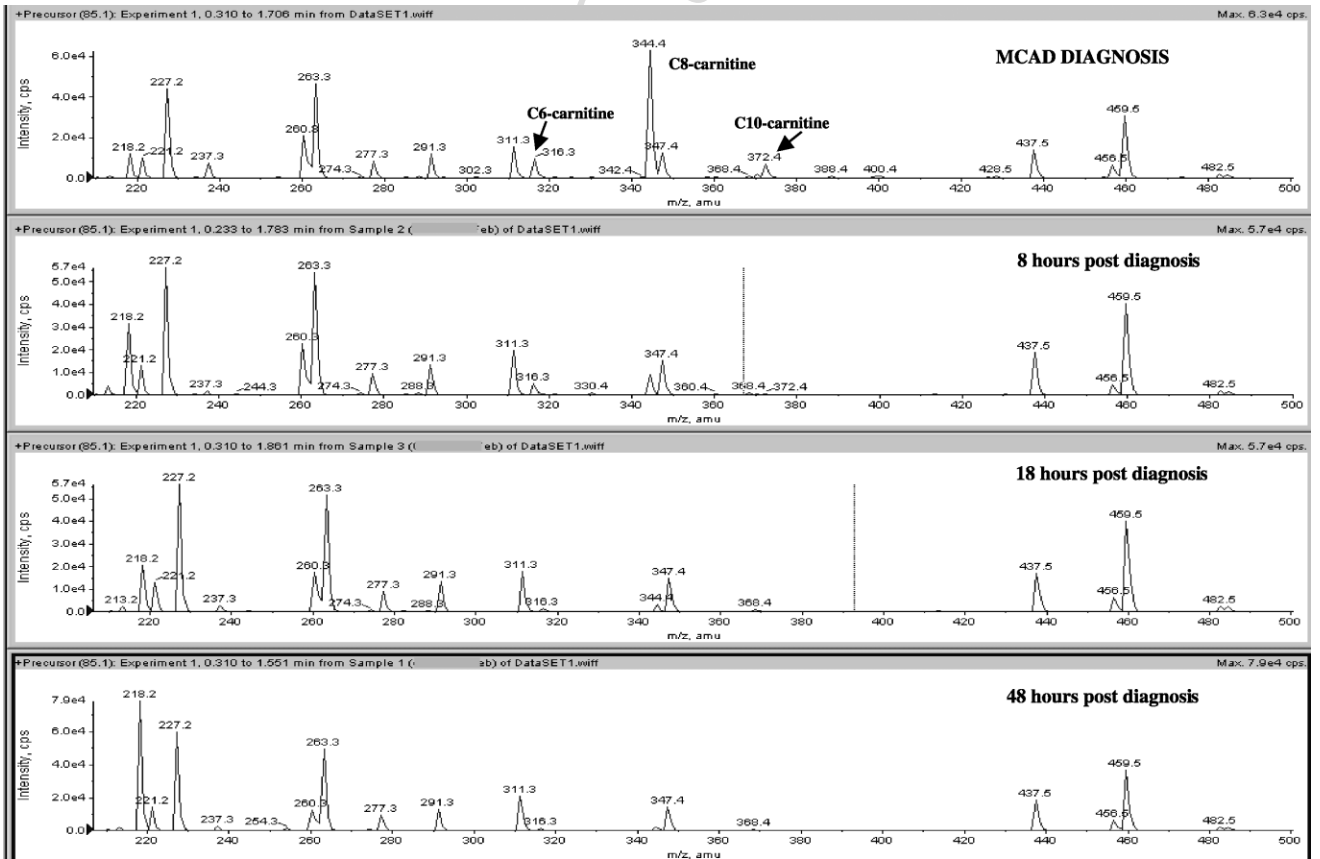 +Precursor (85.1): Experiment 1, 0.310 to 1.706 min from DataSET1.wiff Max. 6.3e4 cps.
MCAD DIAGNOSIS
C8-carnitine
C6-carnitine
C10-carnitine
Intensity, cps
6.0e4
4.0e4
2.0e4
0.0
218.2 227.2 237.3 260.3 263.3 274.3 277.3 291.3 302.3 311.3 316.3 342.4 344.4 347.4 368.4 372.4 388.4 400.4 428.5 437.5 456.5 459.5 482.5
220 240 260 280 300 320 340 360 380 400 420 440 460 480 500
m/z, amu
+Precursor (85.1): Experiment 1, 0.233 to 1.783 min from Sample 2 ( eb) of DataSET1.wiff Max. 5.7e4 cps.
8 hours post diagnosis
Intensity, cps
5.7e4
5.0e4
4.0e4
3.0e4
2.0e4
1.0e4
0.0
218.2 221.2 227.2 237.3 244.3 260.3 263.3 274.3 277.3 288.3 291.3 311.3 316.3 330.4 347.4 360.4 368.4 372.4 437.5 456.5 459.5 482.5
220 240 260 280 300 320 340 360 380 400 420 440 460 480 500
m/z, amu
+Precursor (85.1): Experiment 1, 0.310 to 1.861 min from Sample 3 ( eb) of DataSET1.wiff Max. 5.7e4 cps.
18 hours post diagnosis
Intensity, cps
5.7e4
5.0e4
4.0e4
3.0e4
2.0e4
1.0e4
0.0
213.2 218.2 221.2 227.2 237.3 260.3 263.3 274.3 277.3 288.3 291.3 311.3 316.3 344.4 347.4 368.4 437.5 456.5 459.5 482.5
220 240 260 280 300 320 340 360 380 400 420 440 460 480 500
m/z, amu
+Precursor (85.1): Experiment 1, 0.310 to 1.551 min from Sample 1 ( eb) of DataSET1.wiff Max. 7.9e4 cps.
48 hours post diagnosis
Intensity, cps
7.9e4
6.0e4
4.0e4
2.0e4
0.0
218.2 221.2 227.2 237.3 254.3 260.3 263.3 277.3 291.3 311.3 316.3 347.4 368.4 437.5 456.5 459.5 482.5
220 240 260 280 300 320 340 360 380 400 420 440 460 480 500
m/z, amu